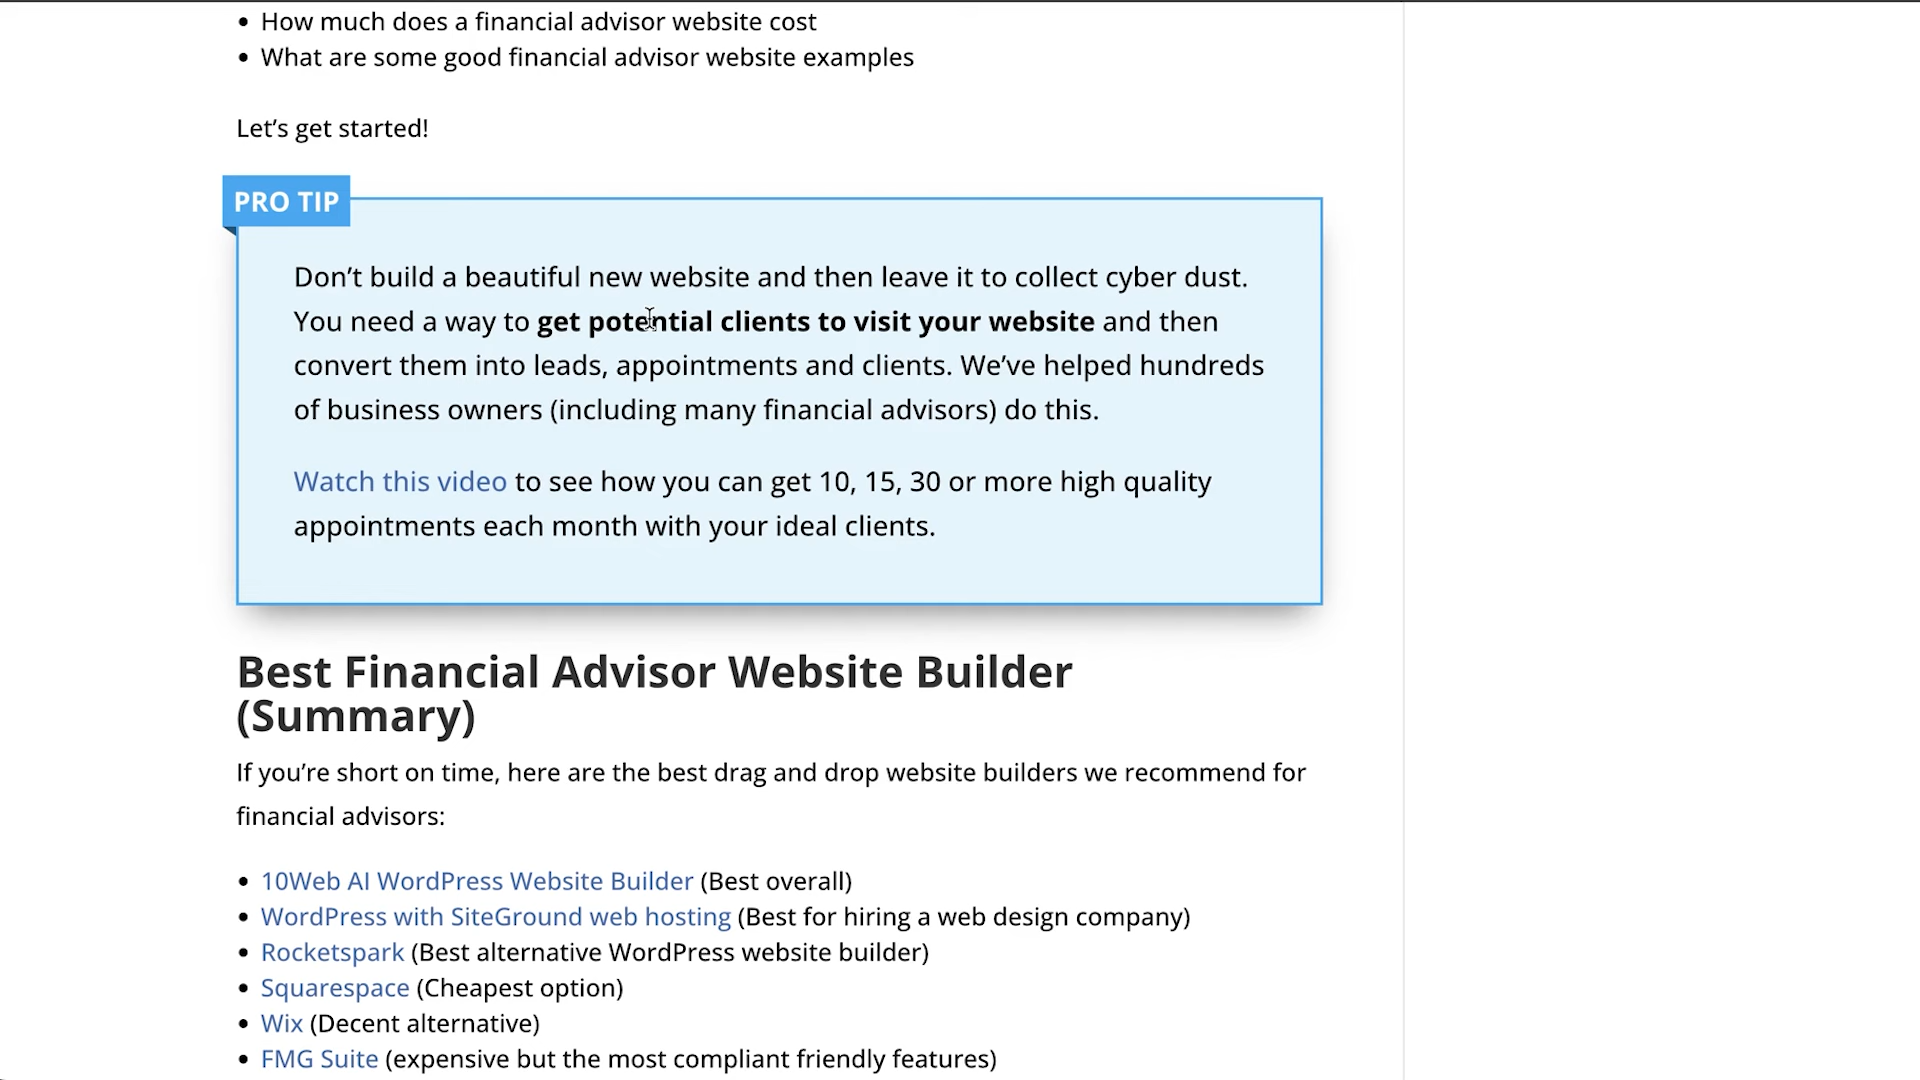 How much does a financial advisor website cost
What are some good financial advisor website examples
Let’s get started!
PRO TIP
Don’t build a beautiful new website and then leave it to collect cyber dust.
You need a way to get potential clients to visit your website and then
convert them into leads, appointments and clients. We’ve helped hundreds
of business owners (including many financial advisors) do this.
Watch this video to see how you can get 10, 15, 30 or more high quality
appointments each month with your ideal clients.
Best Financial Advisor Website Builder
(Summary)
If you’re short on time, here are the best drag and drop website builders we recommend for
financial advisors:
10Web AI WordPress Website Builder (Best overall)
WordPress with SiteGround web hosting (Best for hiring a web design company)
Rocketspark (Best alternative WordPress website builder)
Squarespace (Cheapest option)
Wix (Decent alternative)
FMG Suite (expensive but the most compliant friendly features)